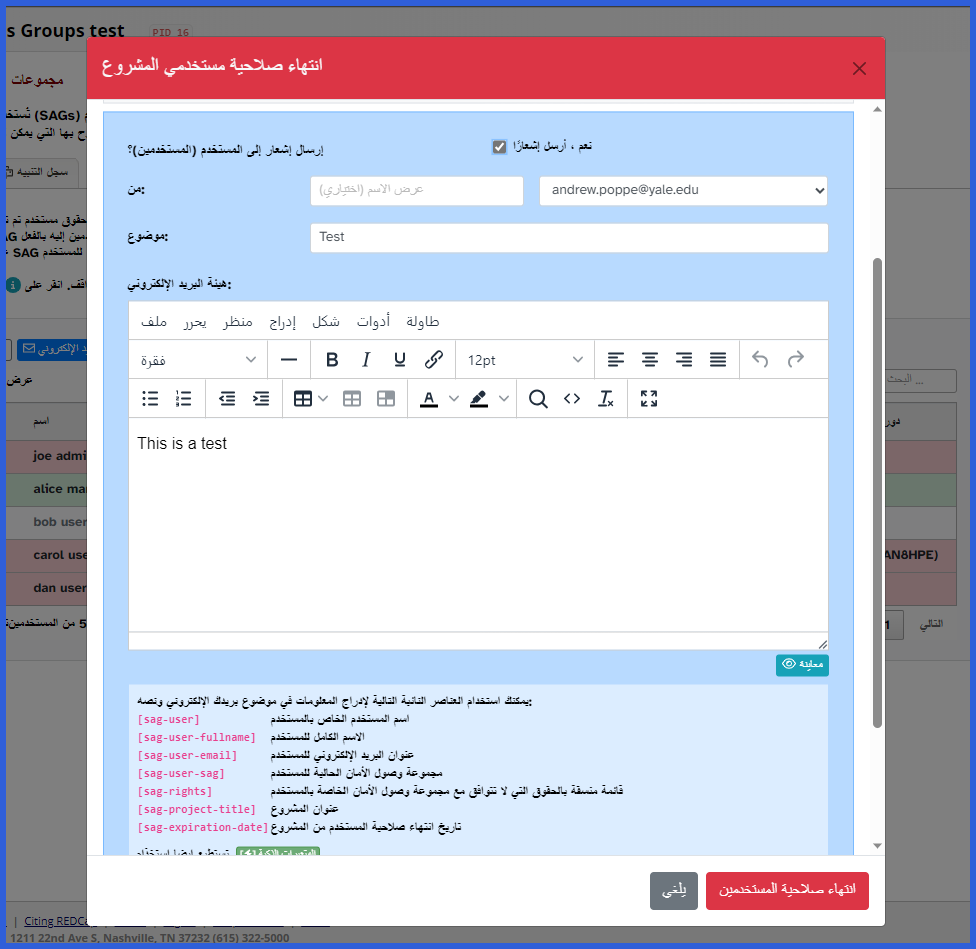 s Groups test PID 16
انتهاء صلاحية مستخدمي المشروع
مجموعات
(SAGs) تُستخد
ح بها التي يمكن
سجل التنبيه
حقوق مستخدم تم
مين إليه بالفعل AG
للمستخدم SAG
اقف. انقر على
د الإلكتروني
عرض
البحث ...
اسم
دور
joe admi
alice ma
bob user
carol use
AN8HPE)
dan user
5 من المستخدمين
1
التالي
إرسال إشعار إلى المستخدم (المستخدمين)؟
نعم ، أرسل إشعارًا
من:
عرض الاسم (اختياري)
andrew.poppe@yale.edu
موضوع:
Test
هيئة البريد الإلكتروني:
ملف يحرر منظر إدراج شكل أدوات طاولة
فقرة
B I U
12pt
This is a test
معاينة
يمكنك استخدام العناصر النائبة التالية لإدراج المعلومات في موضوع بريدك الإلكتروني ونصه:
[sag-user] اسم المستخدم الخاص بالمستخدم
[sag-user-fullname] الاسم الكامل للمستخدم
[sag-user-email] عنوان البريد الإلكتروني للمستخدم
[sag-user-sag] مجموعة وصول الأمان الحالية للمستخدم
[sag-rights] قائمة منسقة بالحقوق التي لا تتوافق مع مجموعة وصول الأمان الخاصة بالمستخدم
[sag-project-title] عنوان المشروع
[sag-expiration-date] تاريخ انتهاء صلاحية المستخدم من المشروع
تستطيع ايضا استخدام
يلغي
انتهاء صلاحية المستخدمين
| Citing REDCa
1211 22nd Ave S, Nashville, TN 37232 (615) 322-5000